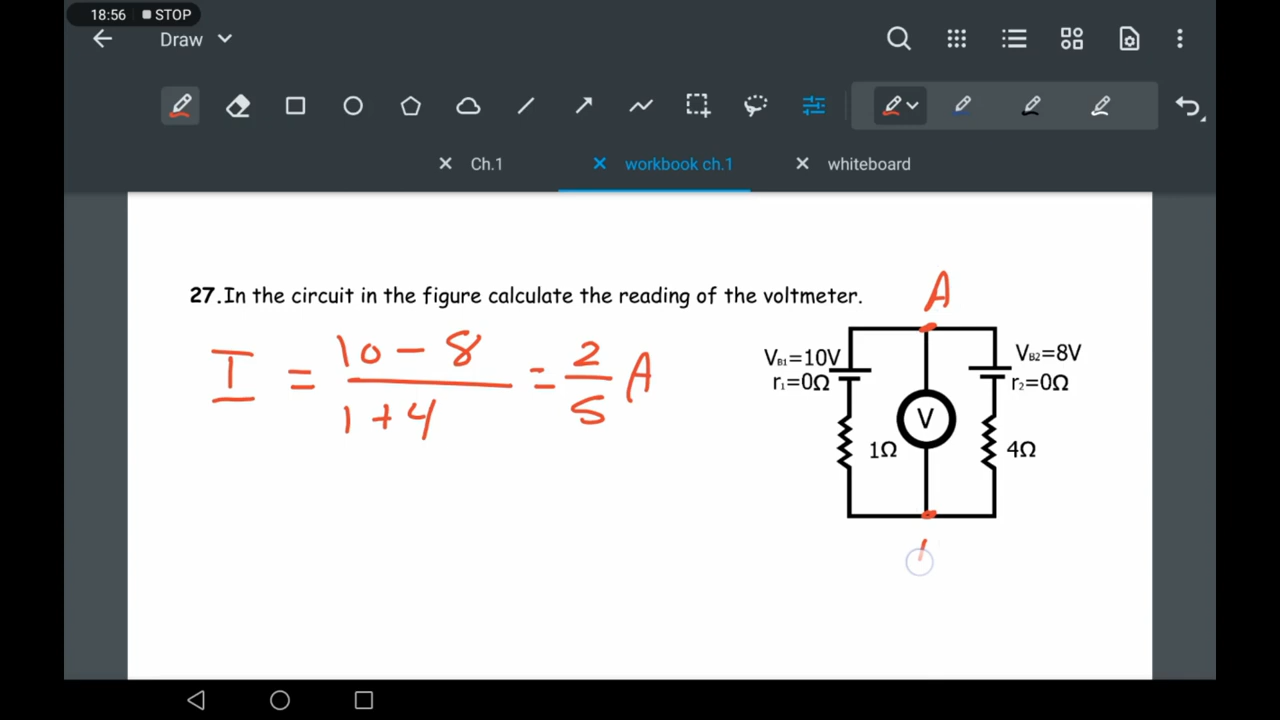 18:56 STOP
Draw
Ch.1
workbook ch.1
whiteboard
27.In the circuit in the figure calculate the reading of the voltmeter.
A
I = 10 - 8 / 1 + 4 = 2 / 5 A
VB1=10V
r1=0Ω
VB2=8V
r2=0Ω
V
1Ω
4Ω